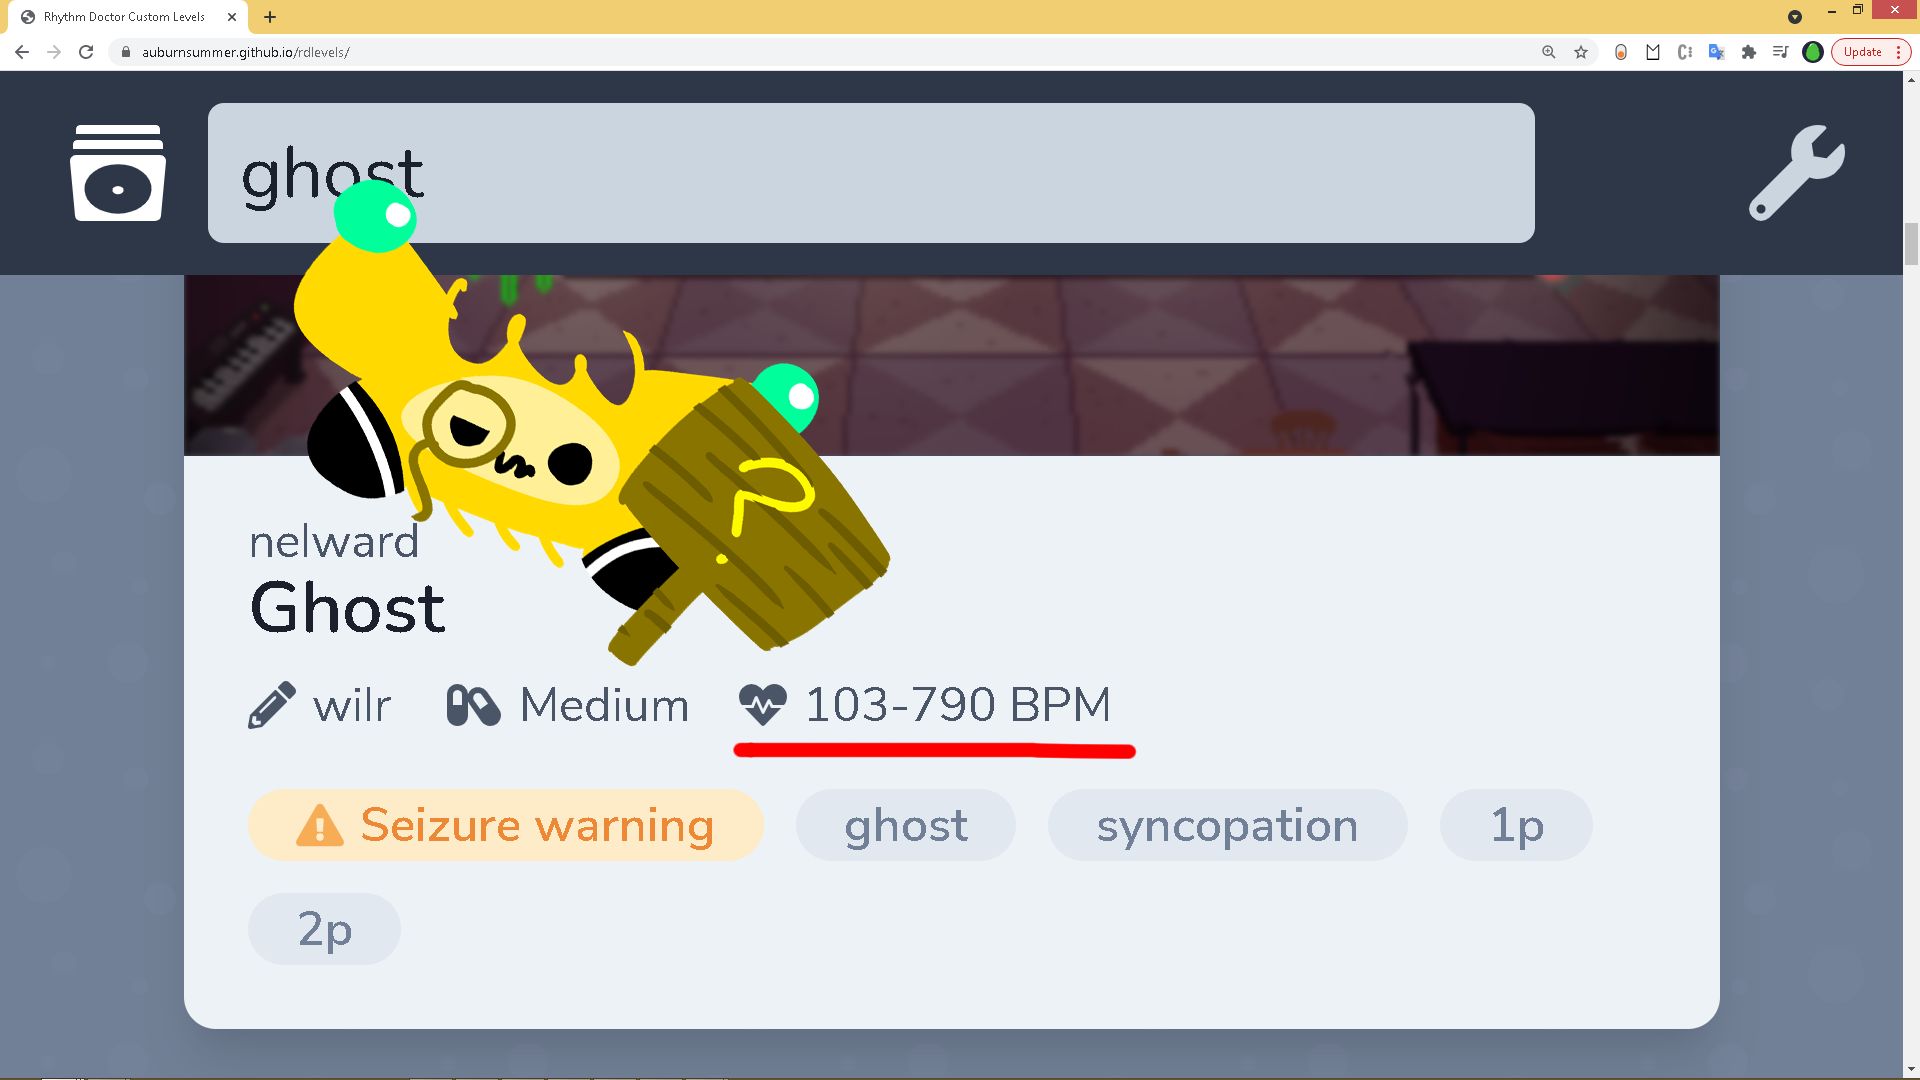 Rhythm Doctor Custom Levels
auburnsummer.github.io/rdlevels/
Update
ghost
nelward
Ghost
wilr Medium 103-790 BPM
Seizure warning ghost syncopation 1p
2p